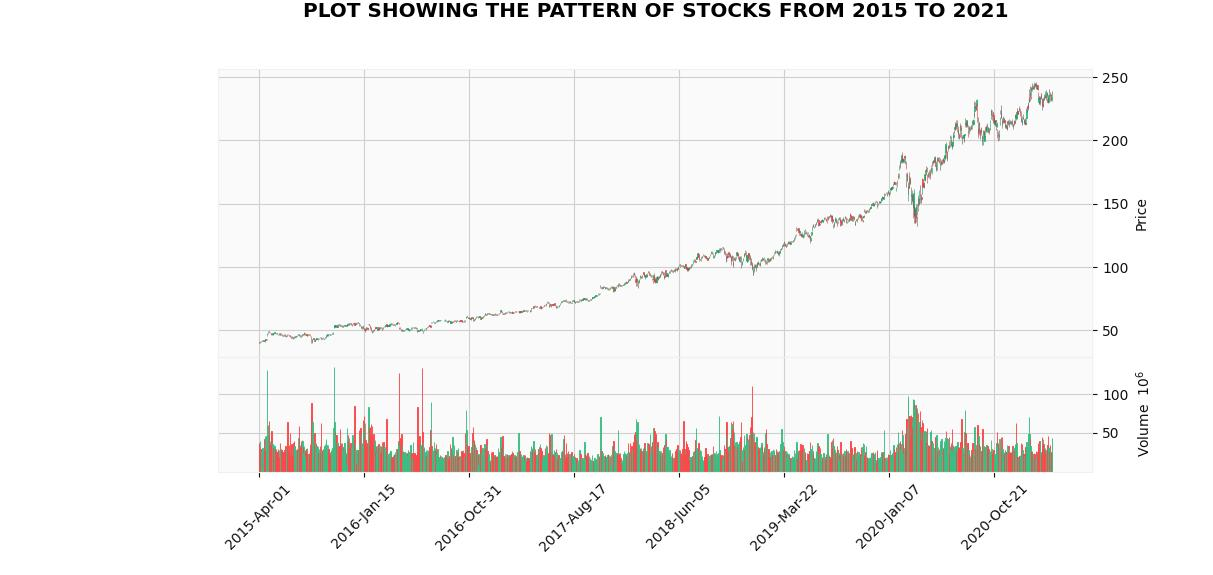 PLOT SHOWING THE PATTERN OF STOCKS FROM 2015 TO 2021
250
200
150
100
50
Price
100
50
Volume 10⁶
2015-Apr-01
2016-Jan-15
2016-Oct-31
2017-Aug-17
2018-Jun-05
2019-Mar-22
2020-Jan-07
2020-Oct-21